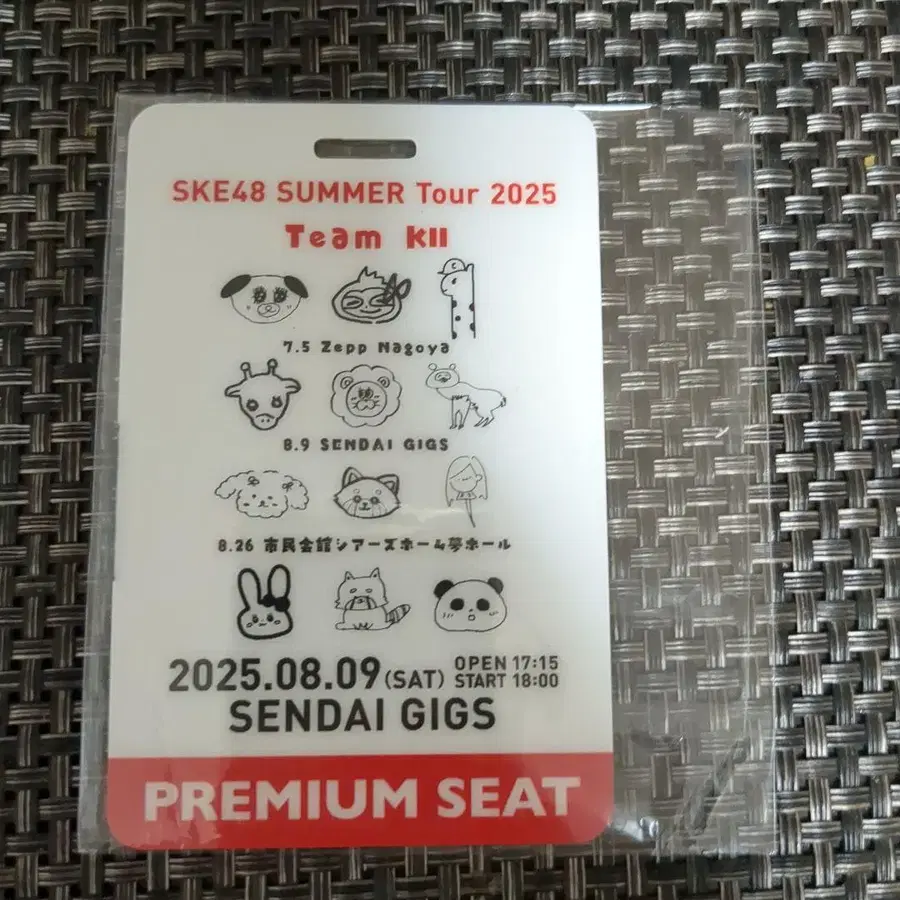 SKE48 SUMMER Tour 2025
Team KII
7.5 Zepp Nagoya
8.9 SENDAI GIGS
8.26 市民会館シアーズホーム夢ホール
2025.08.09(SAT) OPEN 17:15
START 18:00
SENDAI GIGS
PREMIUM SEAT